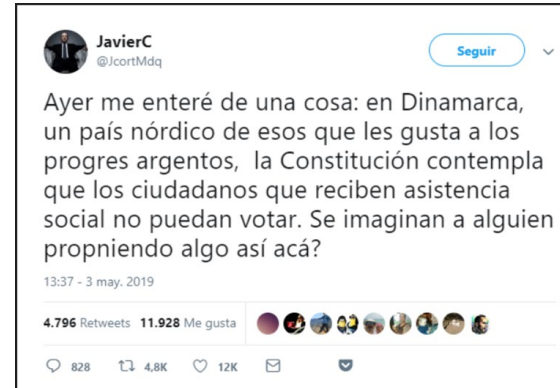 JavierC
@JcortMdq
Seguir
Ayer me enteré de una cosa: en Dinamarca,
un país nórdico de esos que les gusta a los
progres argentos, la Constitución contempla
que los ciudadanos que reciben asistencia
social no puedan votar. Se imaginan a alguien
propniendo algo así acá?
13:37 - 3 may. 2019
4.796 Retweets 11.928 Me gusta
828 4,8K 12K